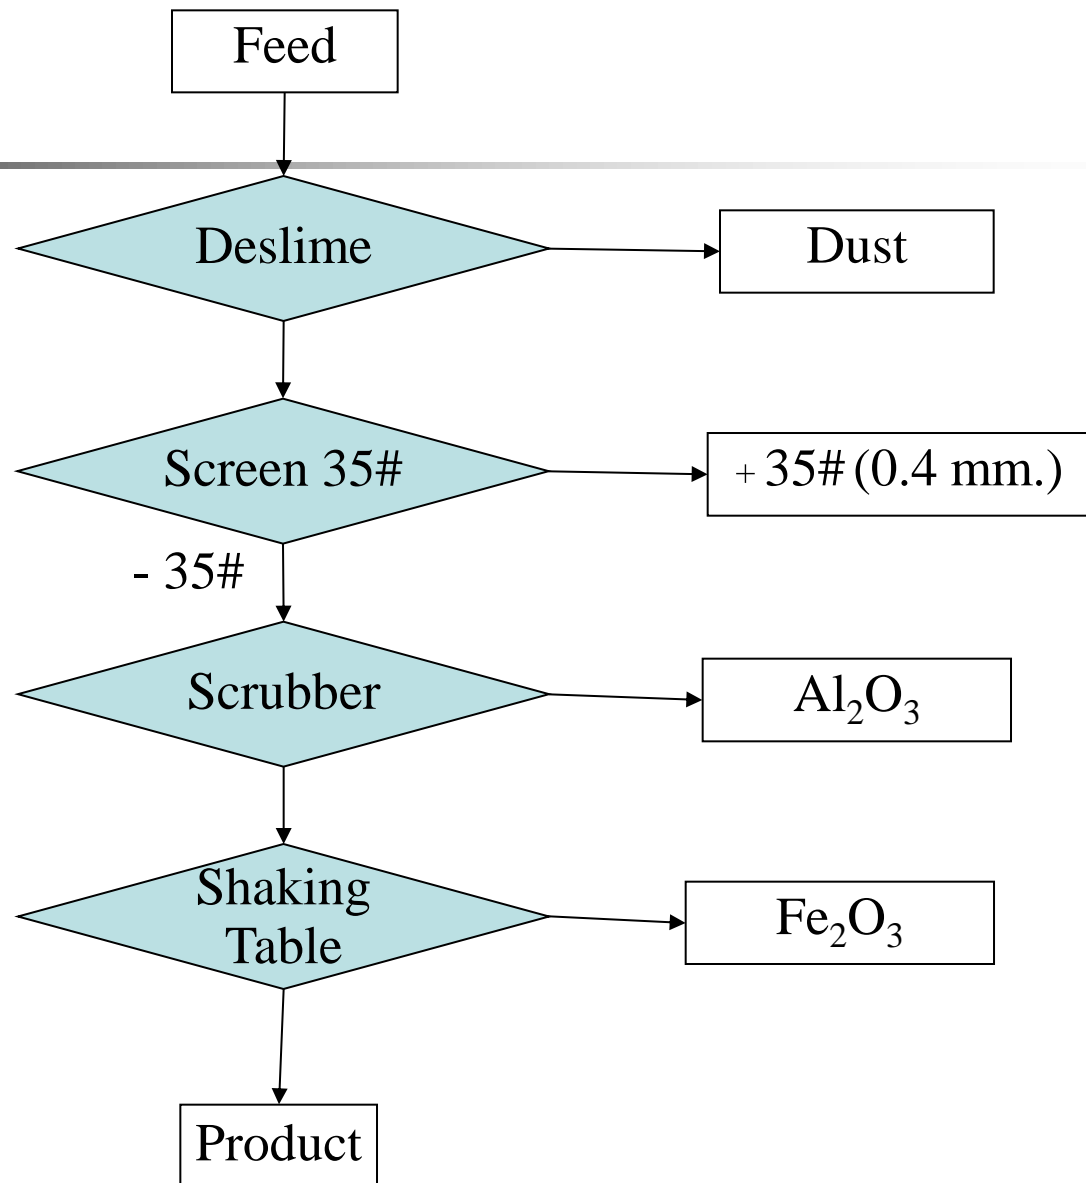 Feed
Deslime
Dust
Screen 35#
+ 35# (0.4 mm.)
- 35#
Scrubber
Al₂O₃
Shaking
Table
Fe₂O₃
Product